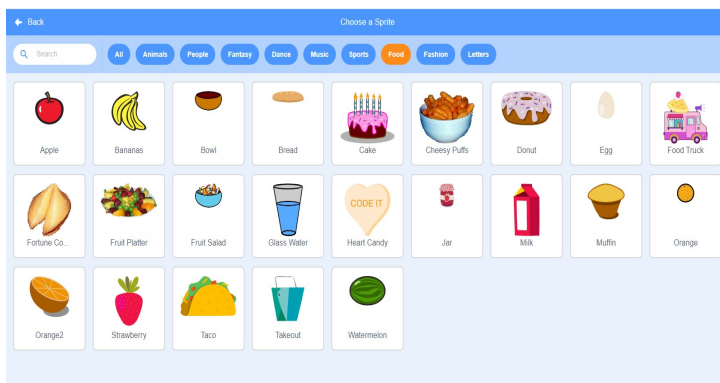 Back
Choose a Sprite
Search
All Animals People Fantasy Dance Music Sports Food Fashion Letters
Apple Bananas Bowl Bread Cake Cheesy Puffs Donut Egg Food Truck
CODE IT
Fortune Co... Fruit Platter Fruit Salad Glass Water Heart Candy Jar Milk Muffin Orange
Orange2 Strawberry Taco Takeout Watermelon